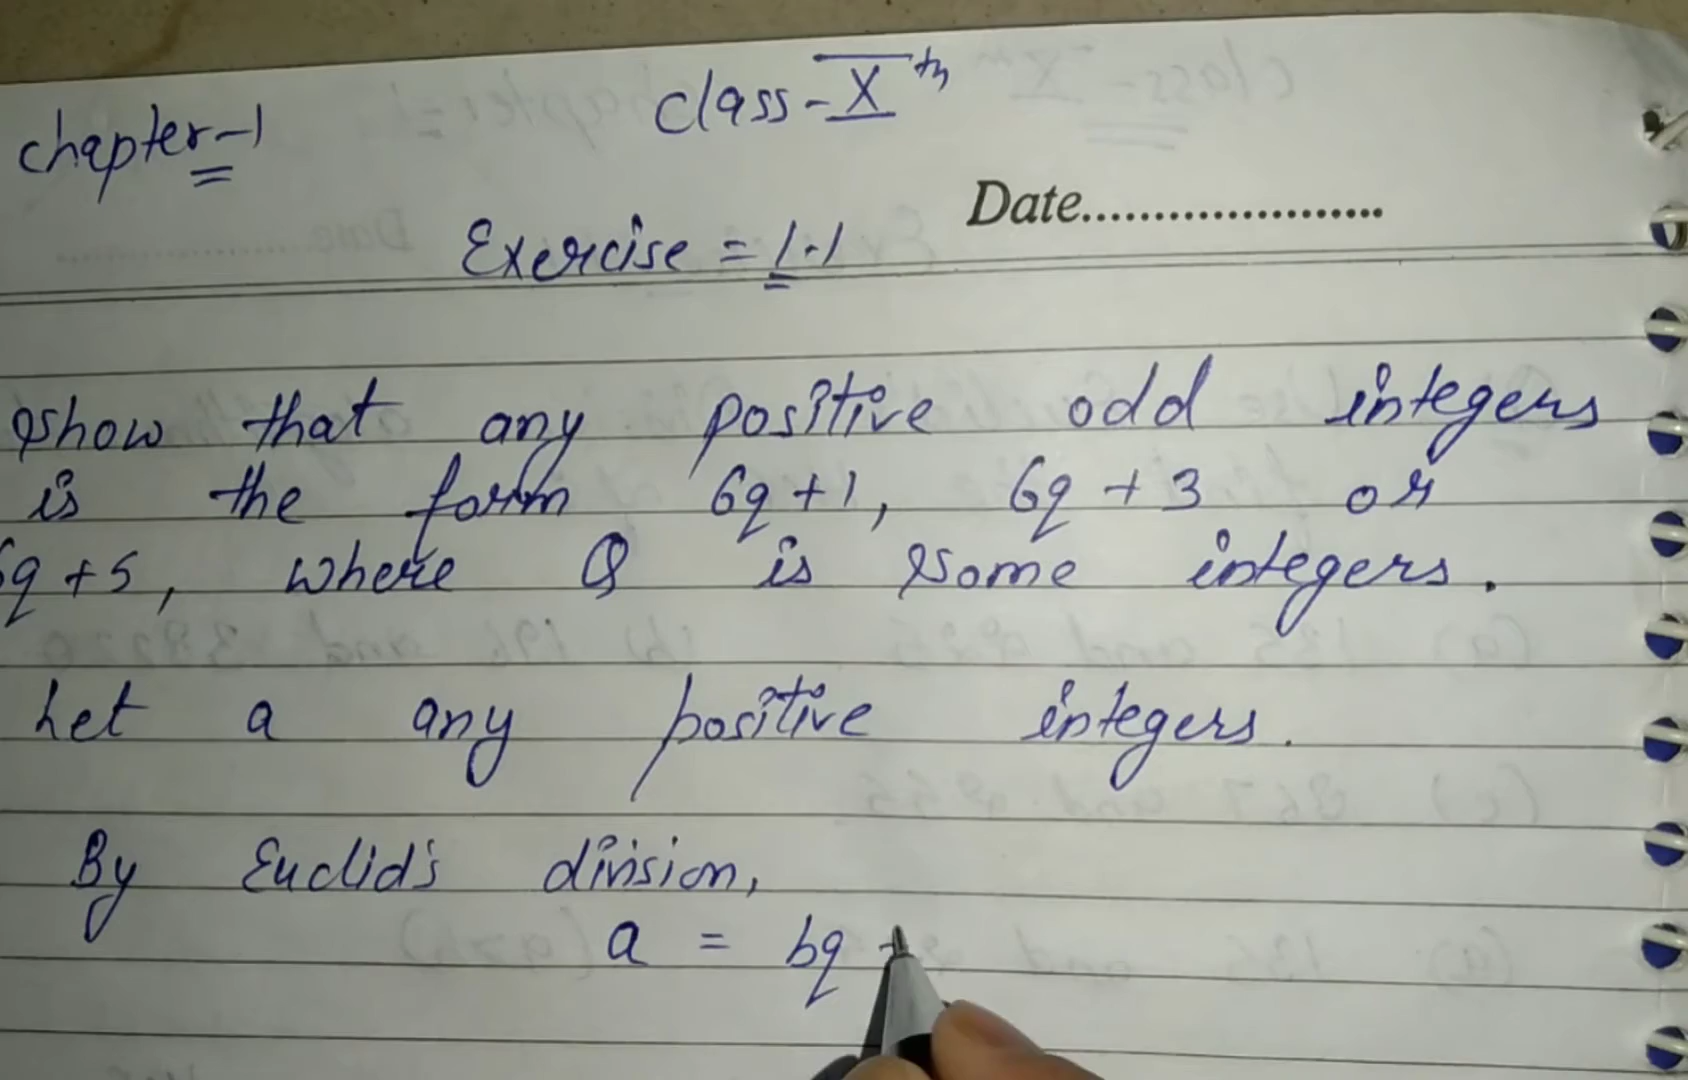 class-Xth
chapter-1
Date.....................
Exercise = 1.1
show that any positive odd integers
is the form 6q+1, 6q+3 or
6q+5, where Q is some integers.
Let a any positive integers.
By Euclid's division,
a = bq